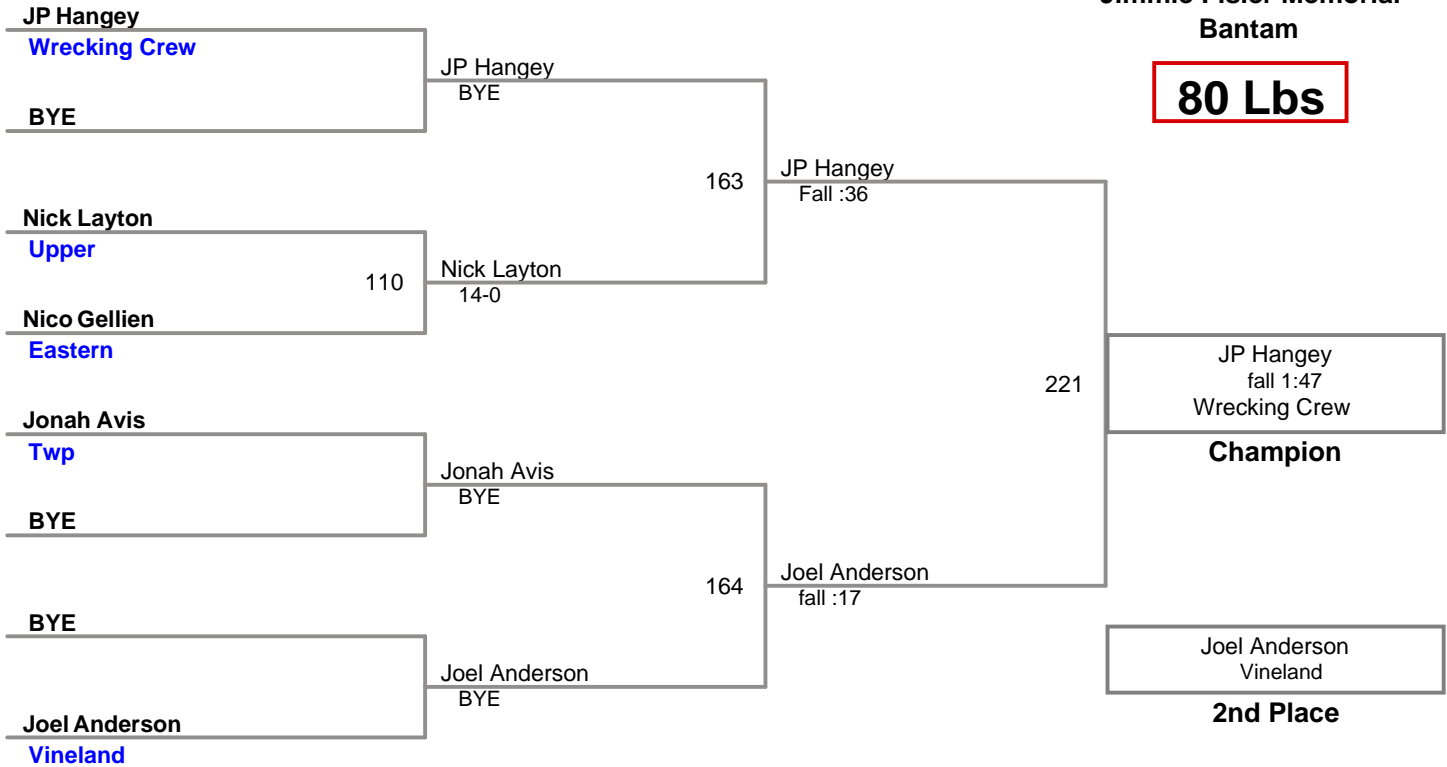 Bantam
80 Lbs
JP Hangey
Wrecking Crew
BYE
Nick Layton
Upper
110
Nico Gellien
Eastern
Jonah Avis
Twp
BYE
BYE
Joel Anderson
Vineland
JP Hangey
BYE
163
Nick Layton
14-0
Jonah Avis
BYE
164
Joel Anderson
BYE
JP Hangey
Fall :36
221
Joel Anderson
fall :17
JP Hangey
fall 1:47
Wrecking Crew
Champion
Joel Anderson
Vineland
2nd Place